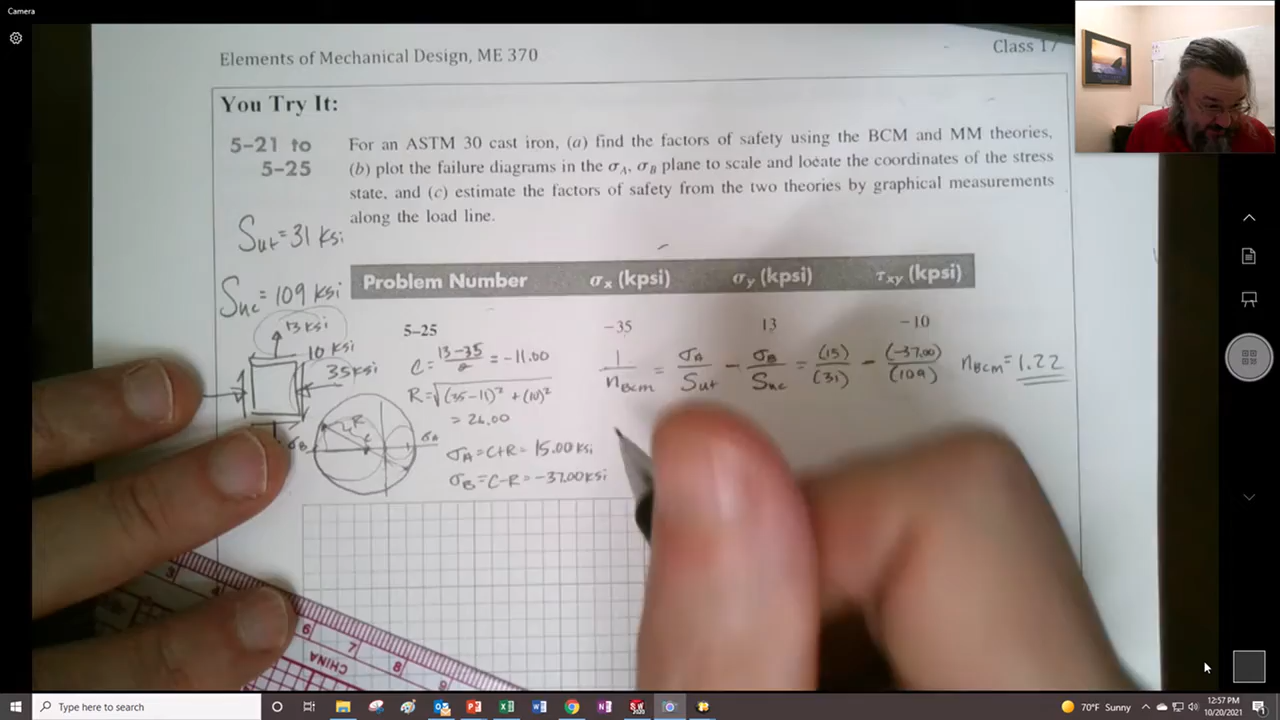 Camera
Elements of Mechanical Design, ME 370
Class 17
You Try It:
5-21 to
5-25
For an ASTM 30 cast iron, (a) find the factors of safety using the BCM and MM theories,
(b) plot the failure diagrams in the σA, σB plane to scale and locate the coordinates of the stress
state, and (c) estimate the factors of safety from the two theories by graphical measurements
along the load line.
Sut = 31 ksi
Suc = 109 ksi
Problem Number σx (kpsi) σy (kpsi) τxy (kpsi)
5–25 −35 13 −10
13 ksi
10 ksi
35 ksi
C = 13-35/2 = -11.00
R = √(35-11)² + (10)²
= 26.00
σA = C+R = 15.00 ksi
σB = C-R = -37.00 ksi
1/nBCM = σA/Sut - σB/Suc = (15)/(31) - (-37.00)/(109) nBCM = 1.22
σB R C σA
6 7 8 9
CHINA
Type here to search
70°F Sunny
12:57 PM
10/20/2021